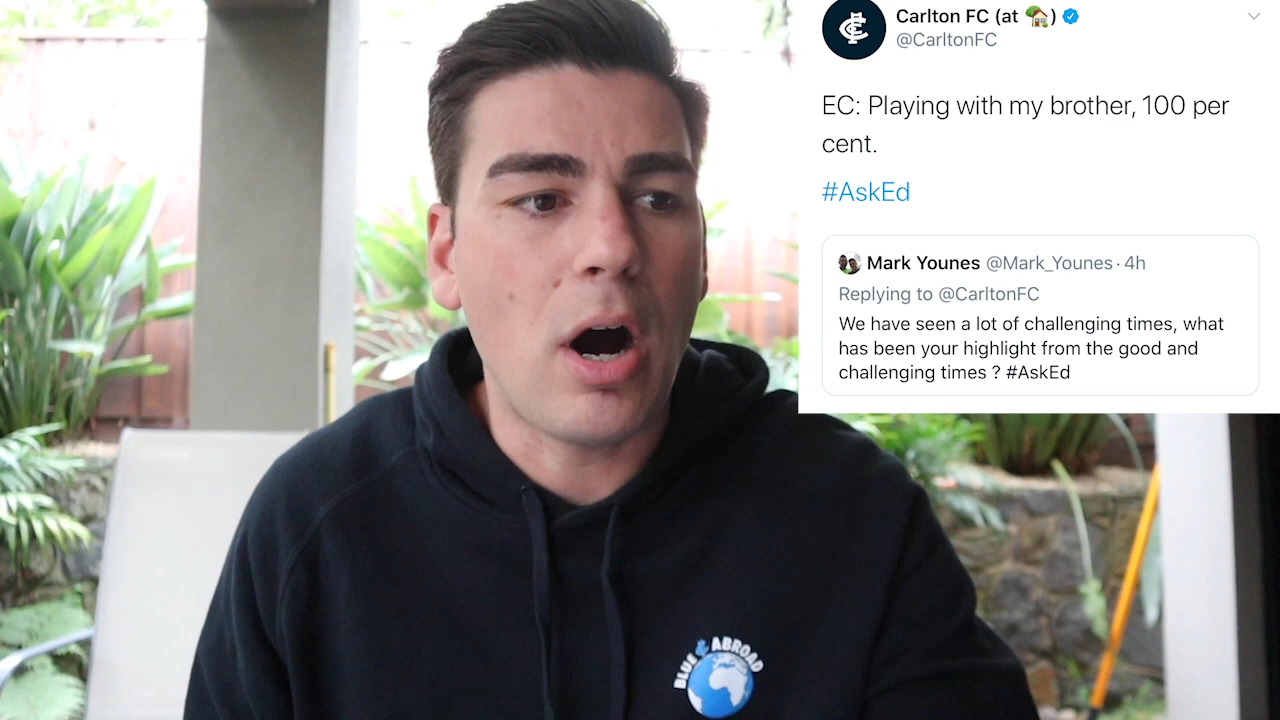 Carlton FC (at 🏡)
@CarltonFC
EC: Playing with my brother, 100 per
cent.
#AskEd
Mark Younes @Mark_Younes · 4h
Replying to @CarltonFC
We have seen a lot of challenging times, what
has been your highlight from the good and
challenging times ? #AskEd
BLUE ABROAD